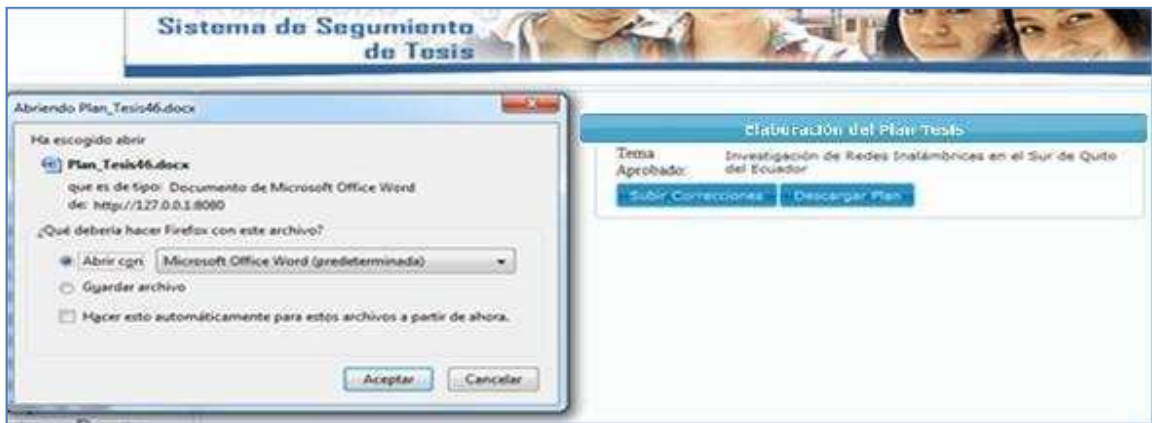 Sistema de Segumiento
de Tesis
Abriendo Plan_Tesis46.docx
Ha escogido abrir
Plan_Tesis46.docx
que es de tipo: Documento de Microsoft Office Word
de: http://127.0.0.1:8080
¿Qué debería hacer Firefox con este archivo?
Abrir con Microsoft Office Word (predeterminada)
Guardar archivo
Hacer esto automáticamente para estos archivos a partir de ahora.
Aceptar Cancelar
Elaburación del Plan Tesis
Tema Investigación de Redes Inalámbricas en el Sur de Quito
Aprobado: del Ecuador
Subir Correcciones Descargar Plan